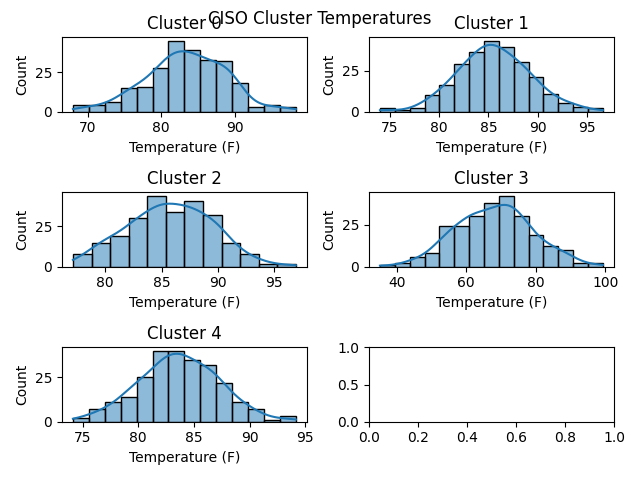 CISO Cluster Temperatures
Cluster 0
Cluster 1
Count
25
0
70 80 90
Temperature (F)
Count
25
0
75 80 85 90 95
Temperature (F)
Cluster 2
Cluster 3
Count
25
0
80 85 90 95
Temperature (F)
Count
25
0
40 60 80 100
Temperature (F)
Cluster 4
Count
25
0
75 80 85 90 95
Temperature (F)
1.0
0.5
0.0
0.0 0.2 0.4 0.6 0.8 1.0